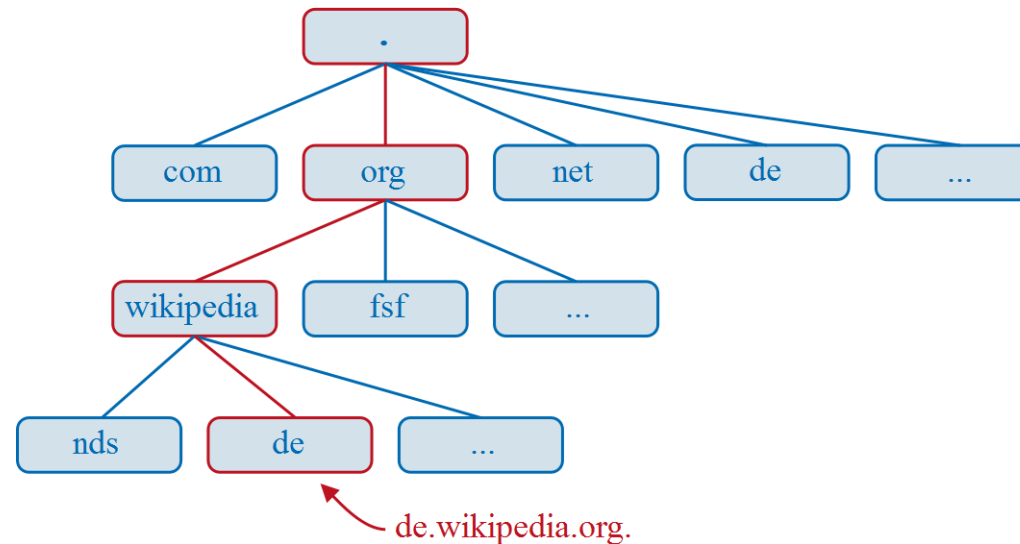 .
com org net de ...
wikipedia fsf ...
nds de ...
de.wikipedia.org.